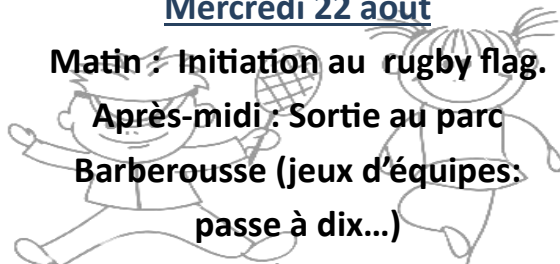 Mercredi 22 août
Matin : Initiation au rugby flag.
Après-midi : Sortie au parc
Barberousse (jeux d’équipes:
passe à dix…)